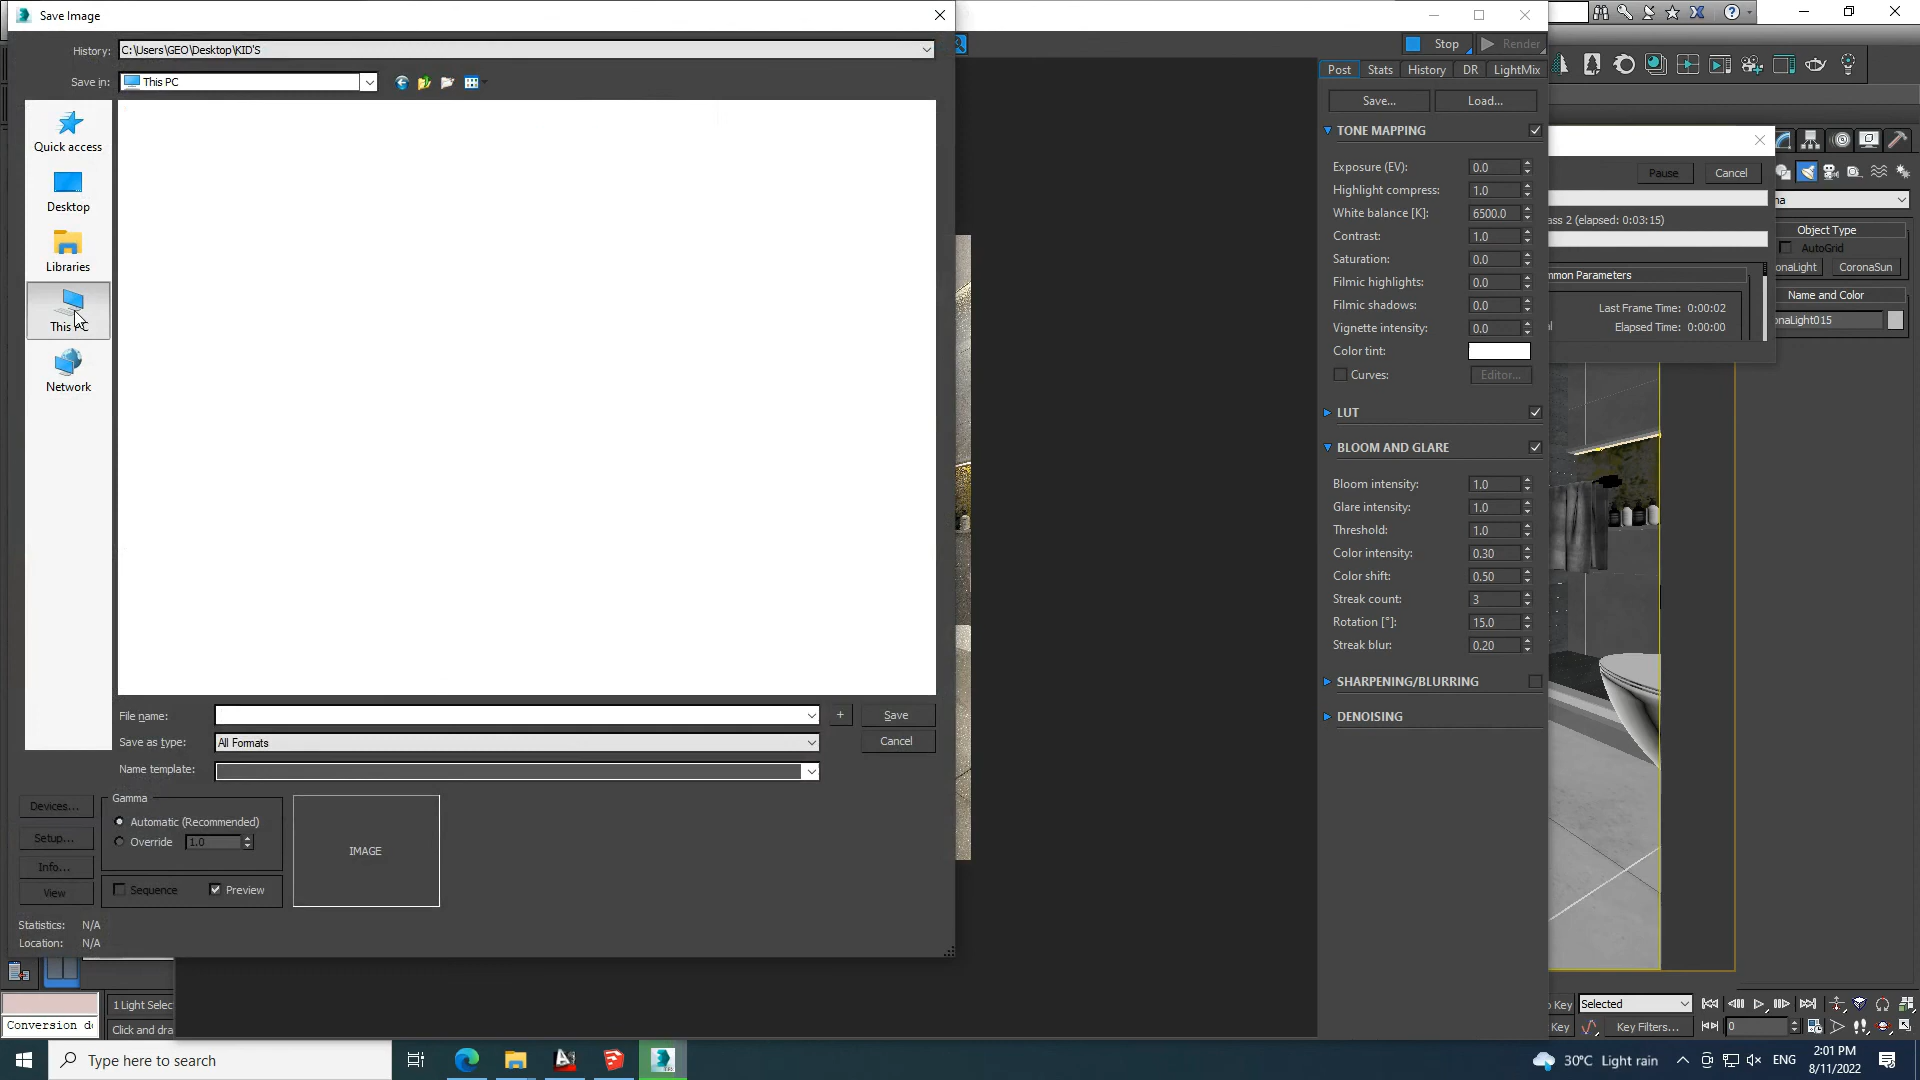 Save Image
History:
C:\Users\GEO\Desktop\KID'S
Save in:
This PC
Quick access
Desktop
Libraries
This PC
Network
File name:
Save
Save as type:
All Formats
Cancel
Name template:
Devices...
Setup...
Info...
View
Gamma
Automatic (Recommended)
Override
1.0
Sequence
Preview
IMAGE
Statistics:
N/A
Location:
N/A
Stop
Render
Post
Stats
History
DR
LightMix
Save...
Load...
TONE MAPPING
Exposure (EV):
0.0
Highlight compress:
1.0
White balance [K]:
6500.0
Contrast:
1.0
Saturation:
0.0
Filmic highlights:
0.0
Filmic shadows:
0.0
Vignette intensity:
0.0
Color tint:
Curves:
Editor...
LUT
BLOOM AND GLARE
Bloom intensity:
1.0
Glare intensity:
1.0
Threshold:
1.0
Color intensity:
0.30
Color shift:
0.50
Streak count:
3
Rotation [°]:
15.0
Streak blur:
0.20
SHARPENING/BLURRING
DENOISING
Pause
Cancel
ass 2 (elapsed: 0:03:15)
mmon Parameters
Last Frame Time: 0:00:02
Elapsed Time: 0:00:00
na
Object Type
AutoGrid
onaLight
CoronaSun
Name and Color
onaLight015
1 Light Selec
Conversion d
Click and dra
Key
Selected
Key
Key Filters...
0
Type here to search
30°C Light rain
ENG
2:01 PM
8/11/2022